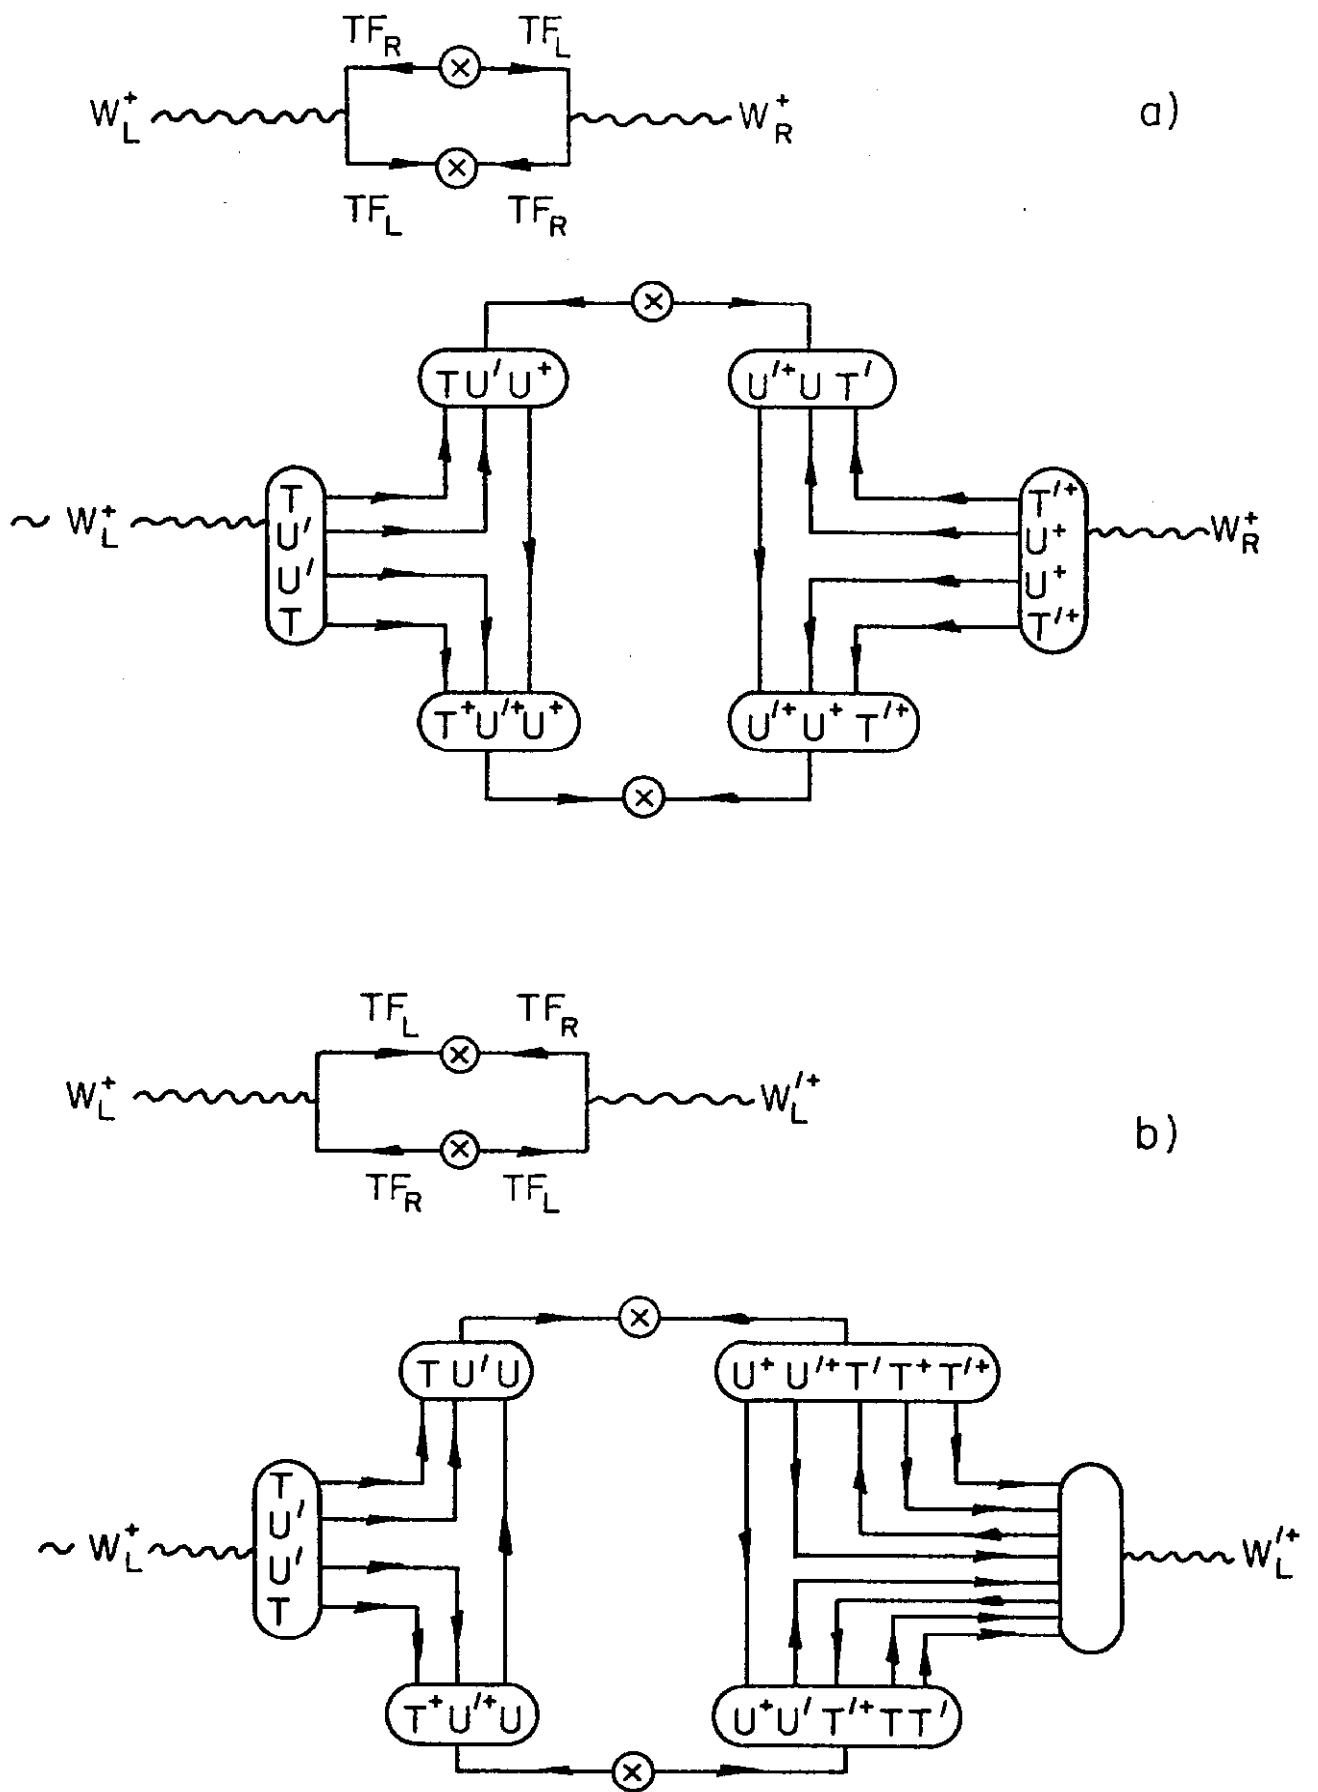 TF_R TF_L
W_L^+ W_R^+ a)
TF_L TF_R
T U' U^+ U'^+ U T'
T T'^+
~ W_L^+ U' U^+ W_R^+
U' U^+
T T'^+
T^+ U'^+ U^+ U'^+ U^+ T'^+
TF_L TF_R
W_L^+ W_L'^+ b)
TF_R TF_L
T U' U U^+ U'^+ T' T^+ T'^+
T
U'
~ W_L^+ W_L'^+
U'
T
T^+ U'^+ U U^+ U' T'^+ T T'